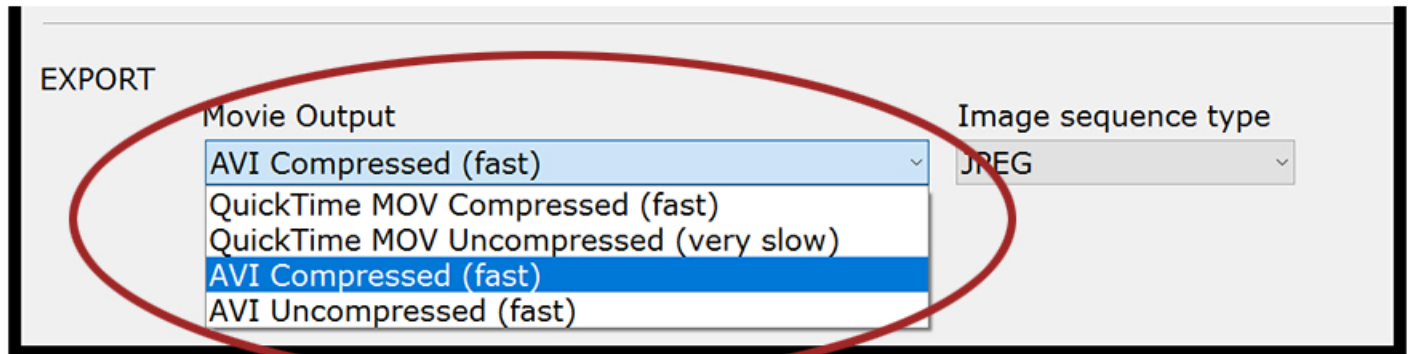 EXPORT
Movie Output
Image sequence type
AVI Compressed (fast)
JPEG
QuickTime MOV Compressed (fast)
QuickTime MOV Uncompressed (very slow)
AVI Compressed (fast)
AVI Uncompressed (fast)